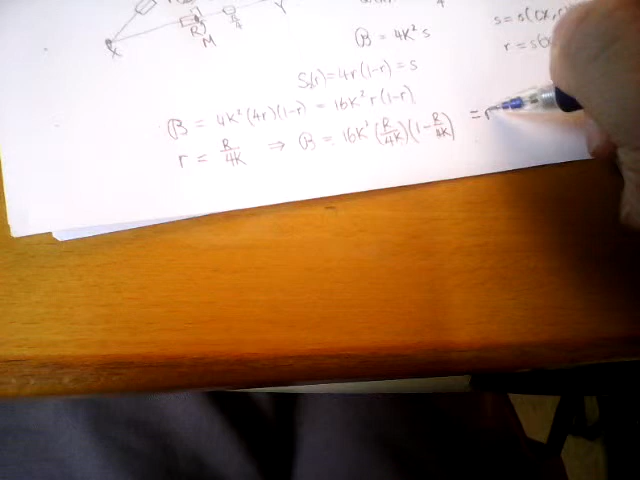 X
M
Y
B = 4K² s
s = s(
r = s(
S(r) = 4r(1-r) = s
B = 4K² (4r)(1-r) = 16K² r(1-r)
r = R/4K ⇒ B = 16K² (R/4K)(1-R/4K) =